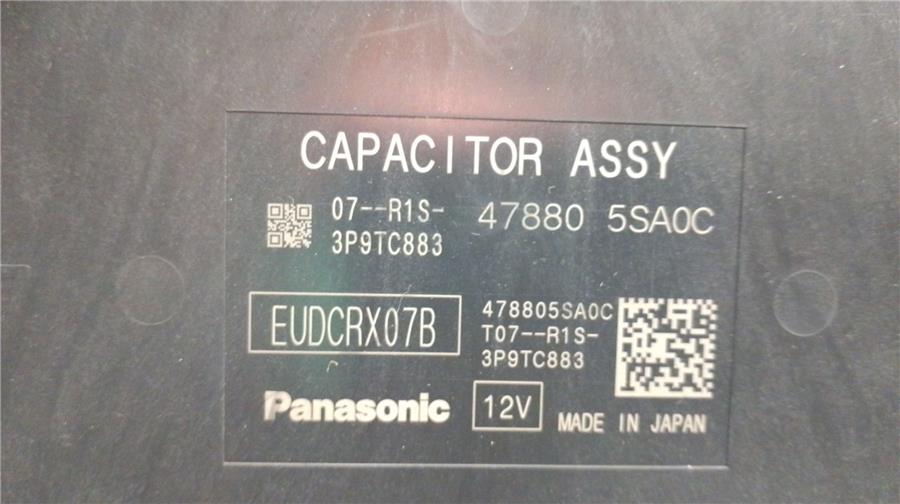 CAPACITOR ASSY
07--R1S- 47880 5SA0C
3P9TC883
EUDCRX07B
478805SA0C
T07--R1S-
3P9TC883
Panasonic
12V
MADE IN JAPAN